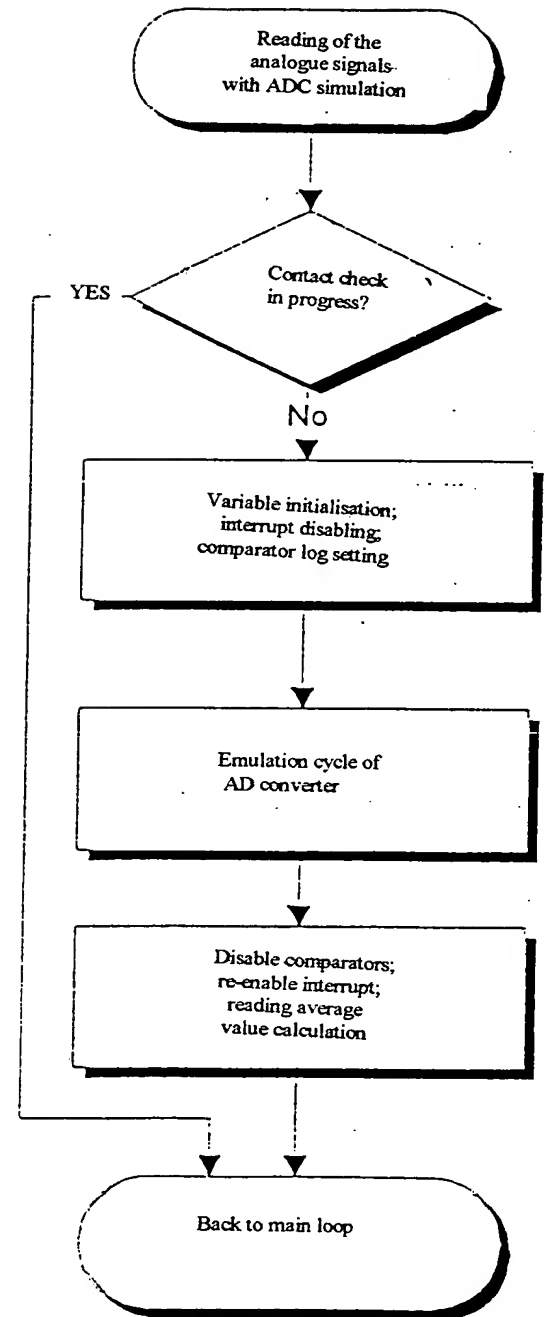 Reading of the
analogue signals
with ADC simulation
Contact check
in progress?
YES
No
Variable initialisation;
interrupt disabling;
comparator log setting
Emulation cycle of
AD converter
Disable comparators;
re-enable interrupt;
reading average
value calculation
Back to main loop